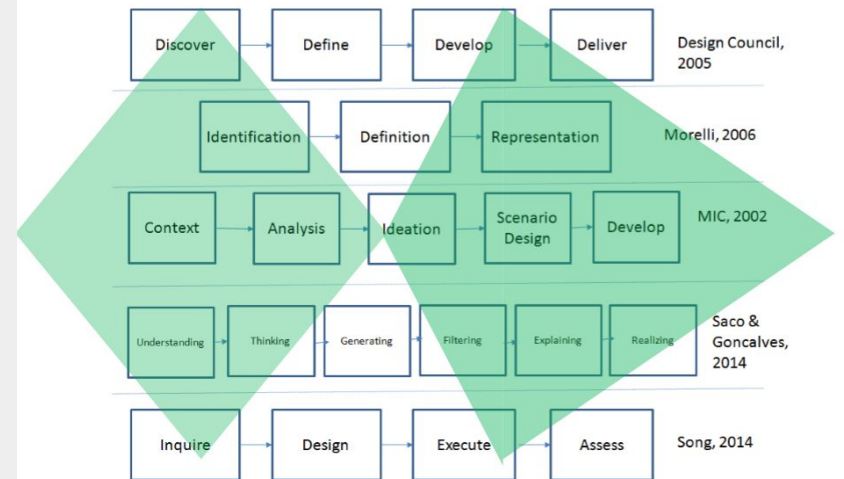 Discover Define Develop Deliver Design Council,
2005
Identification Definition Representation Morelli, 2006
Context Analysis Ideation Scenario
Design Develop MIC, 2002
Understanding Thinking Generating Filtering Explaining Realizing Saco &
Goncalves,
2014
Inquire Design Execute Assess Song, 2014